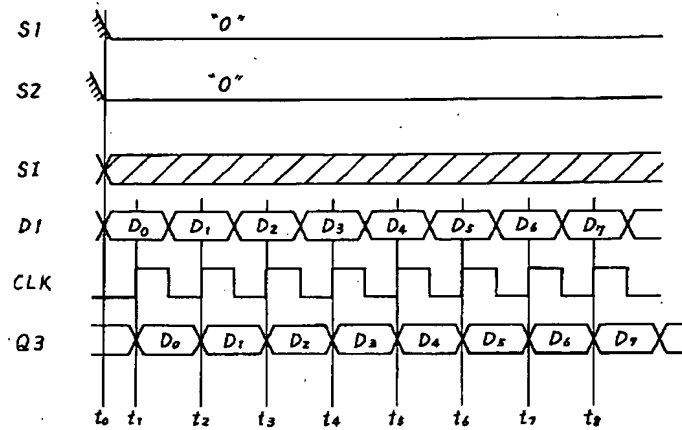 S1 "0"
S2 "0"
SI
D1 D0 D1 D2 D3 D4 D5 D6 D7
CLK
Q3 D0 D1 D2 D3 D4 D5 D6 D7
t0 t1 t2 t3 t4 t5 t6 t7 t8